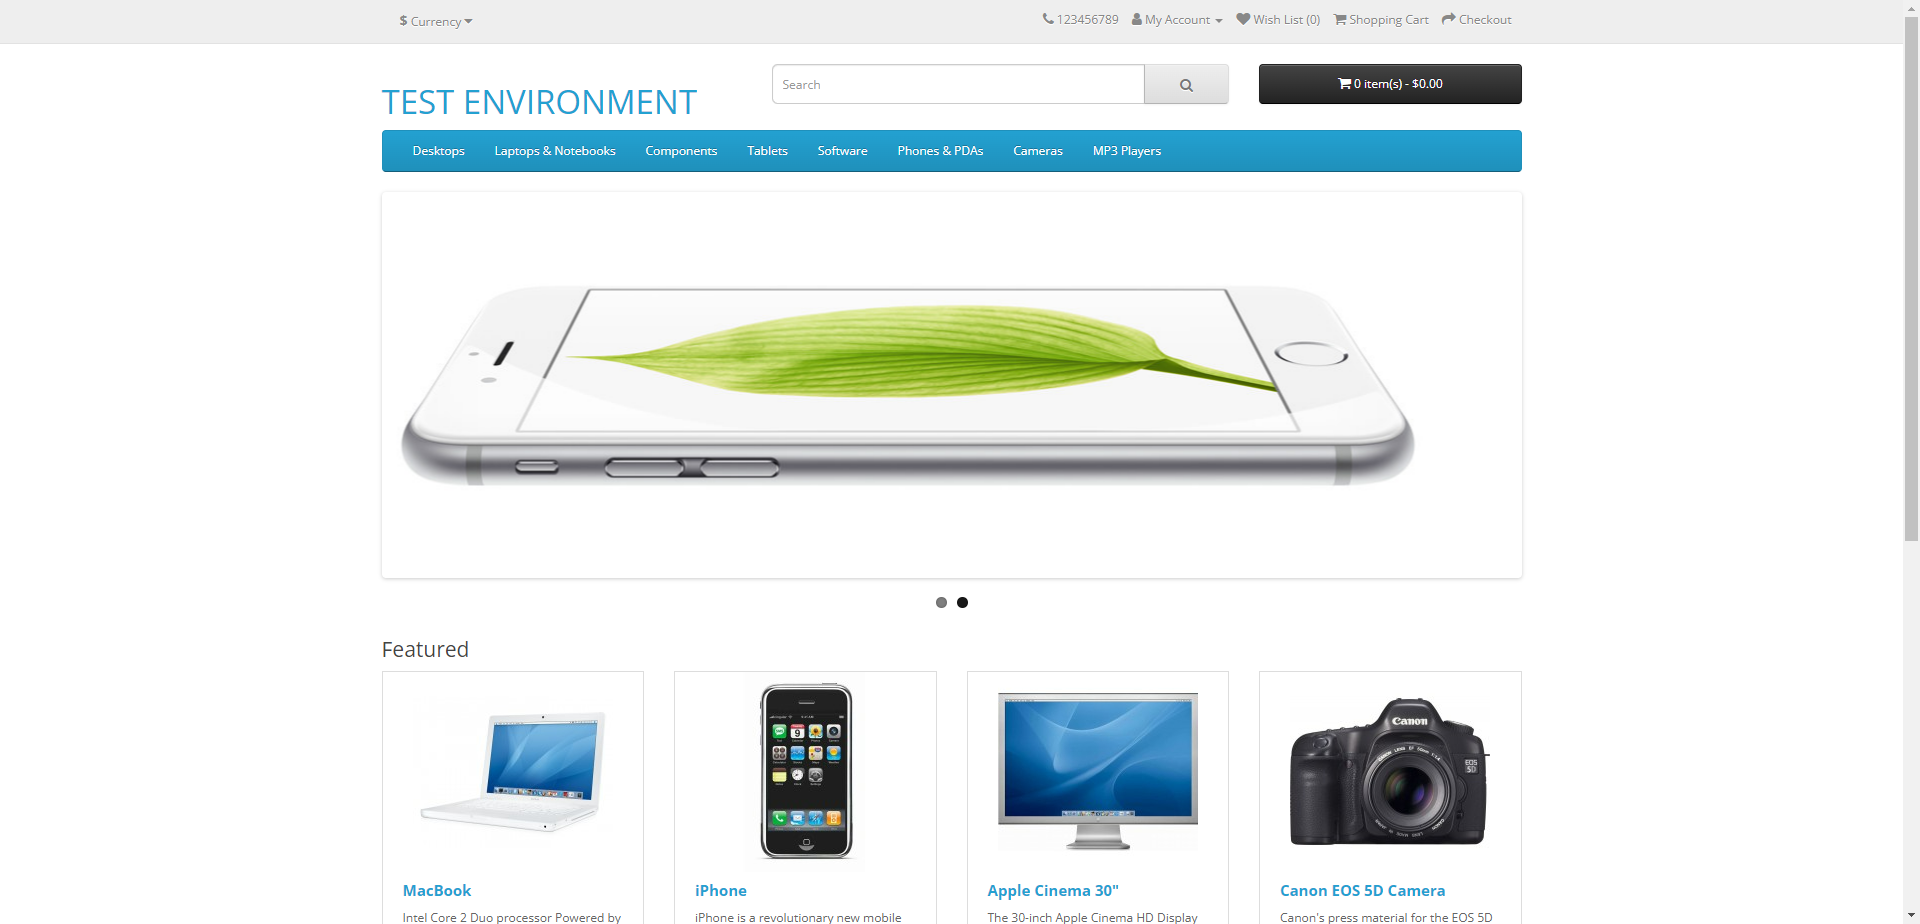 $ Currency
123456789 My Account Wish List (0) Shopping Cart Checkout
TEST ENVIRONMENT
Search
0 item(s) - $0.00
Desktops Laptops & Notebooks Components Tablets Software Phones & PDAs Cameras MP3 Players
Featured
Canon
EOS
5D
MacBook
iPhone
Apple Cinema 30"
Canon EOS 5D Camera
Intel Core 2 Duo processor Powered by
iPhone is a revolutionary new mobile
The 30-inch Apple Cinema HD Display
Canon's press material for the EOS 5D